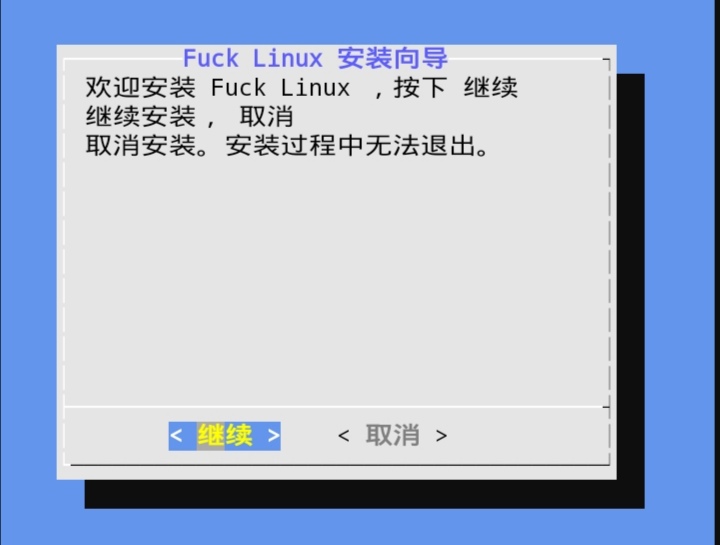 Fuck Linux 安装向导
欢迎安装 Fuck Linux ，按下 继续
继续安装， 取消
取消安装。安装过程中无法退出。
< 继续 > < 取消 >